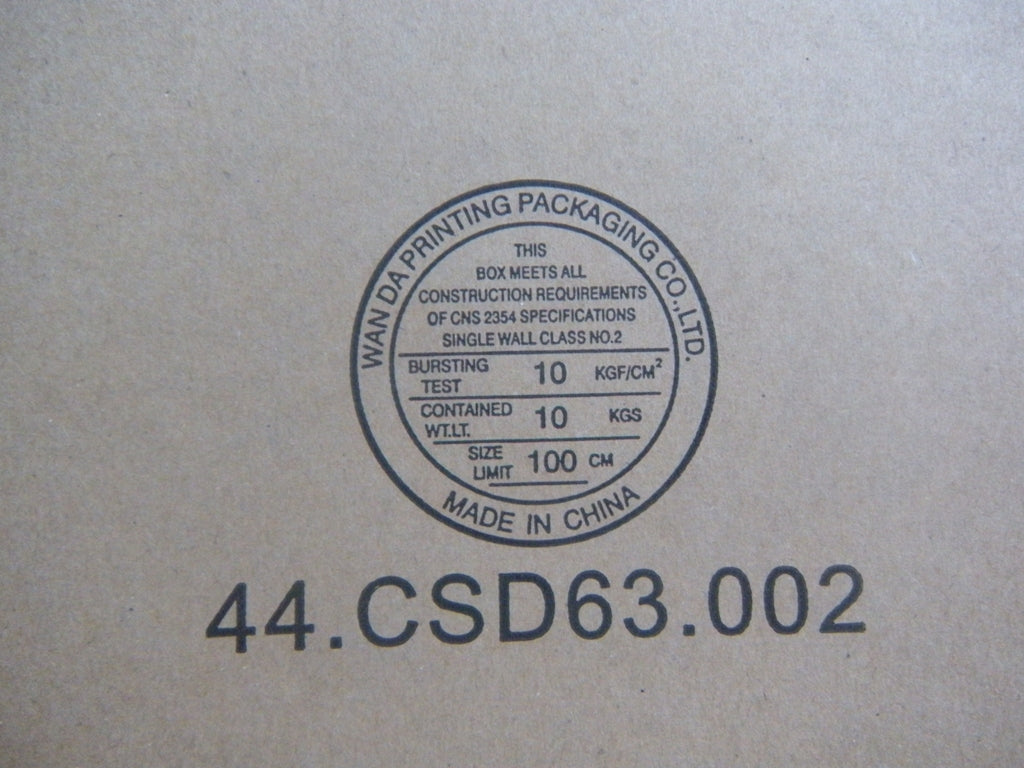 WAN DA PRINTING PACKAGING CO.,LTD.
THIS
BOX MEETS ALL
CONSTRUCTION REQUIREMENTS
OF CNS 2354 SPECIFICATIONS
SINGLE WALL CLASS NO.2
BURSTING TEST 10 KGF/CM²
CONTAINED WT.LT. 10 KGS
SIZE LIMIT 100 CM
MADE IN CHINA
44.CSD63.002